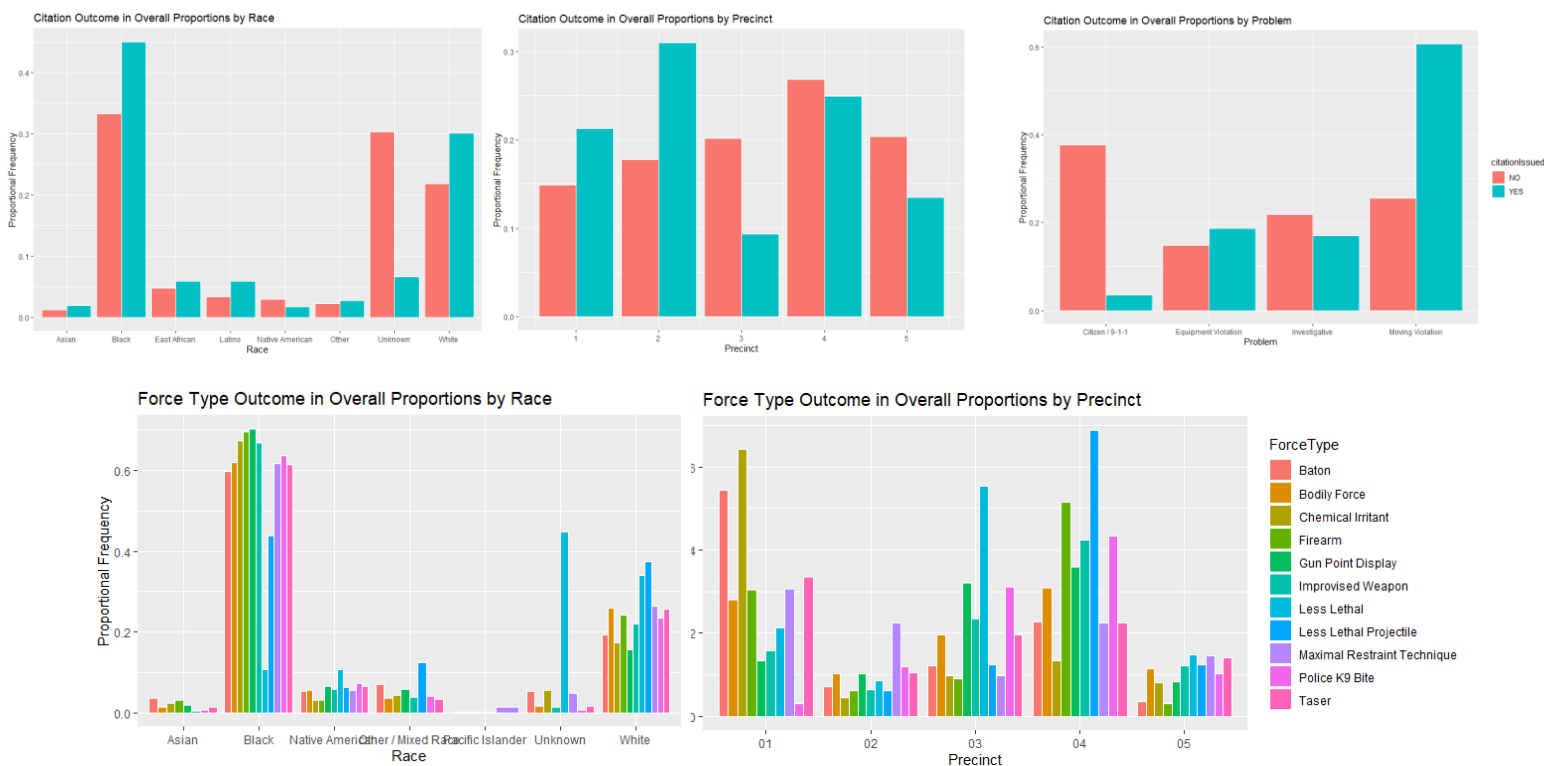 Citation Outcome in Overall Proportions by Race
Proportional Frequency
0.4
0.3
0.2
0.1
0.0
Asian Black East African Latino Native American Other Unknown White
Race
Citation Outcome in Overall Proportions by Precinct
Proportional Frequency
0.3
0.2
0.1
0.0
1 2 3 4 5
Precinct
Citation Outcome in Overall Proportions by Problem
Proportional Frequency
0.6
0.4
0.2
0.0
Citizen / 9-1-1 Equipment Violation Investigative Moving Violation
Problem
citationIssued
NO
YES
Force Type Outcome in Overall Proportions by Race
Proportional Frequency
0.6
0.4
0.2
0.0
Asian Black Native American Other / Mixed Race Pacific Islander Unknown White
Race
Force Type Outcome in Overall Proportions by Precinct
6
4
2
0
01 02 03 04 05
Precinct
ForceType
Baton
Bodily Force
Chemical Irritant
Firearm
Gun Point Display
Improvised Weapon
Less Lethal
Less Lethal Projectile
Maximal Restraint Technique
Police K9 Bite
Taser